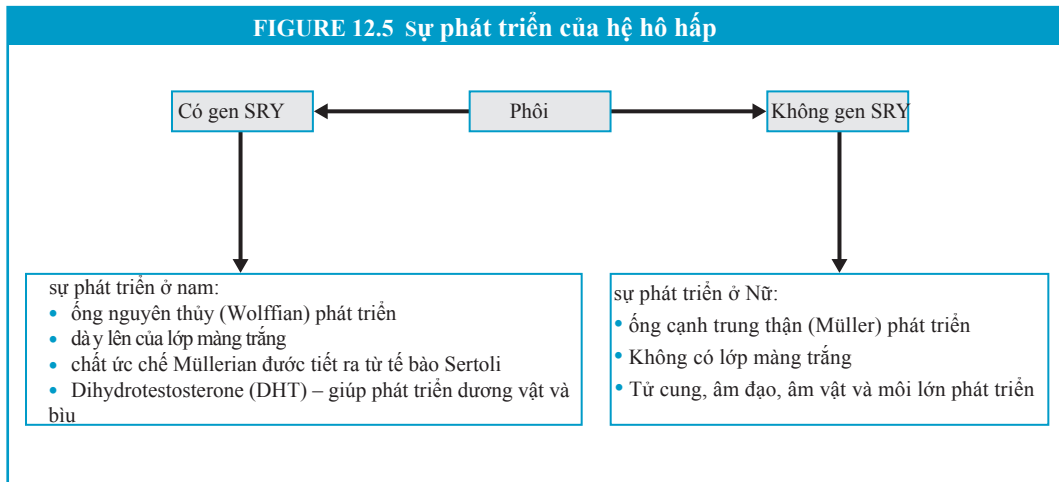 FIGURE 12.5 Sự phát triển của hệ hô hấp
Có gen SRY
Phôi
Không gen SRY
sự phát triển ở nam:
• ống nguyên thủy (Wolffian) phát triển
• dày lên của lớp màng trắng
• chất ức chế Müllerian đước tiết ra từ tế bào Sertoli
• Dihydrotestosterone (DHT) – giúp phát triển dương vật và
bìu
sự phát triển ở Nữ:
• ống cạnh trung thận (Müller) phát triển
• Không có lớp màng trắng
• Tử cung, âm đạo, âm vật và môi lớn phát triển